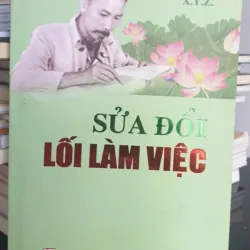 X.Y.Z.
SỬA ĐỔI
LỐI LÀM VIỆC